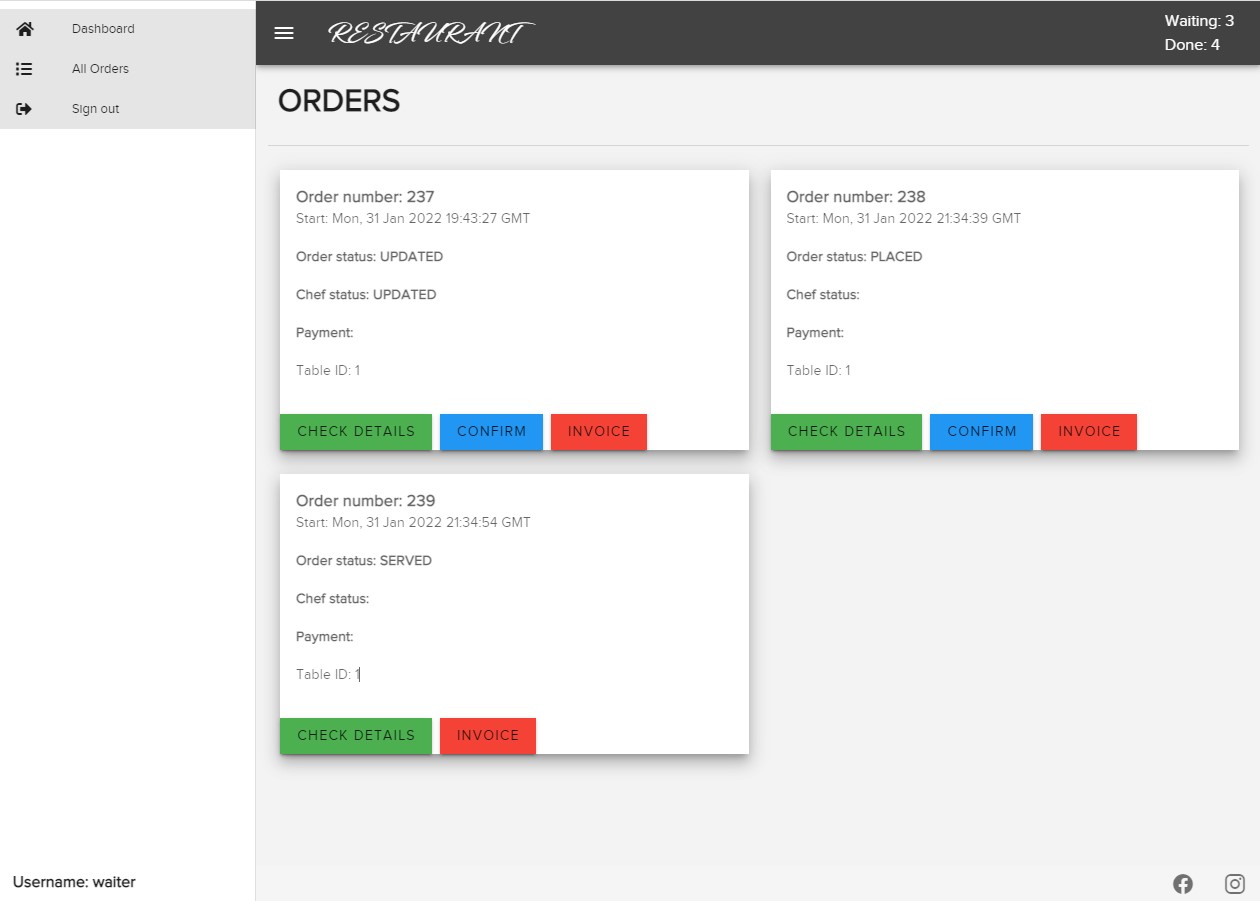 Dashboard
All Orders
Sign out
RESTAURANT
Waiting: 3
Done: 4
ORDERS
Order number: 237
Start: Mon, 31 Jan 2022 19:43:27 GMT
Order status: UPDATED
Chef status: UPDATED
Payment:
Table ID: 1
CHECK DETAILS
CONFIRM
INVOICE
Order number: 238
Start: Mon, 31 Jan 2022 21:34:39 GMT
Order status: PLACED
Chef status:
Payment:
Table ID: 1
CHECK DETAILS
CONFIRM
INVOICE
Order number: 239
Start: Mon, 31 Jan 2022 21:34:54 GMT
Order status: SERVED
Chef status:
Payment:
Table ID: 1
CHECK DETAILS
INVOICE
Username: waiter